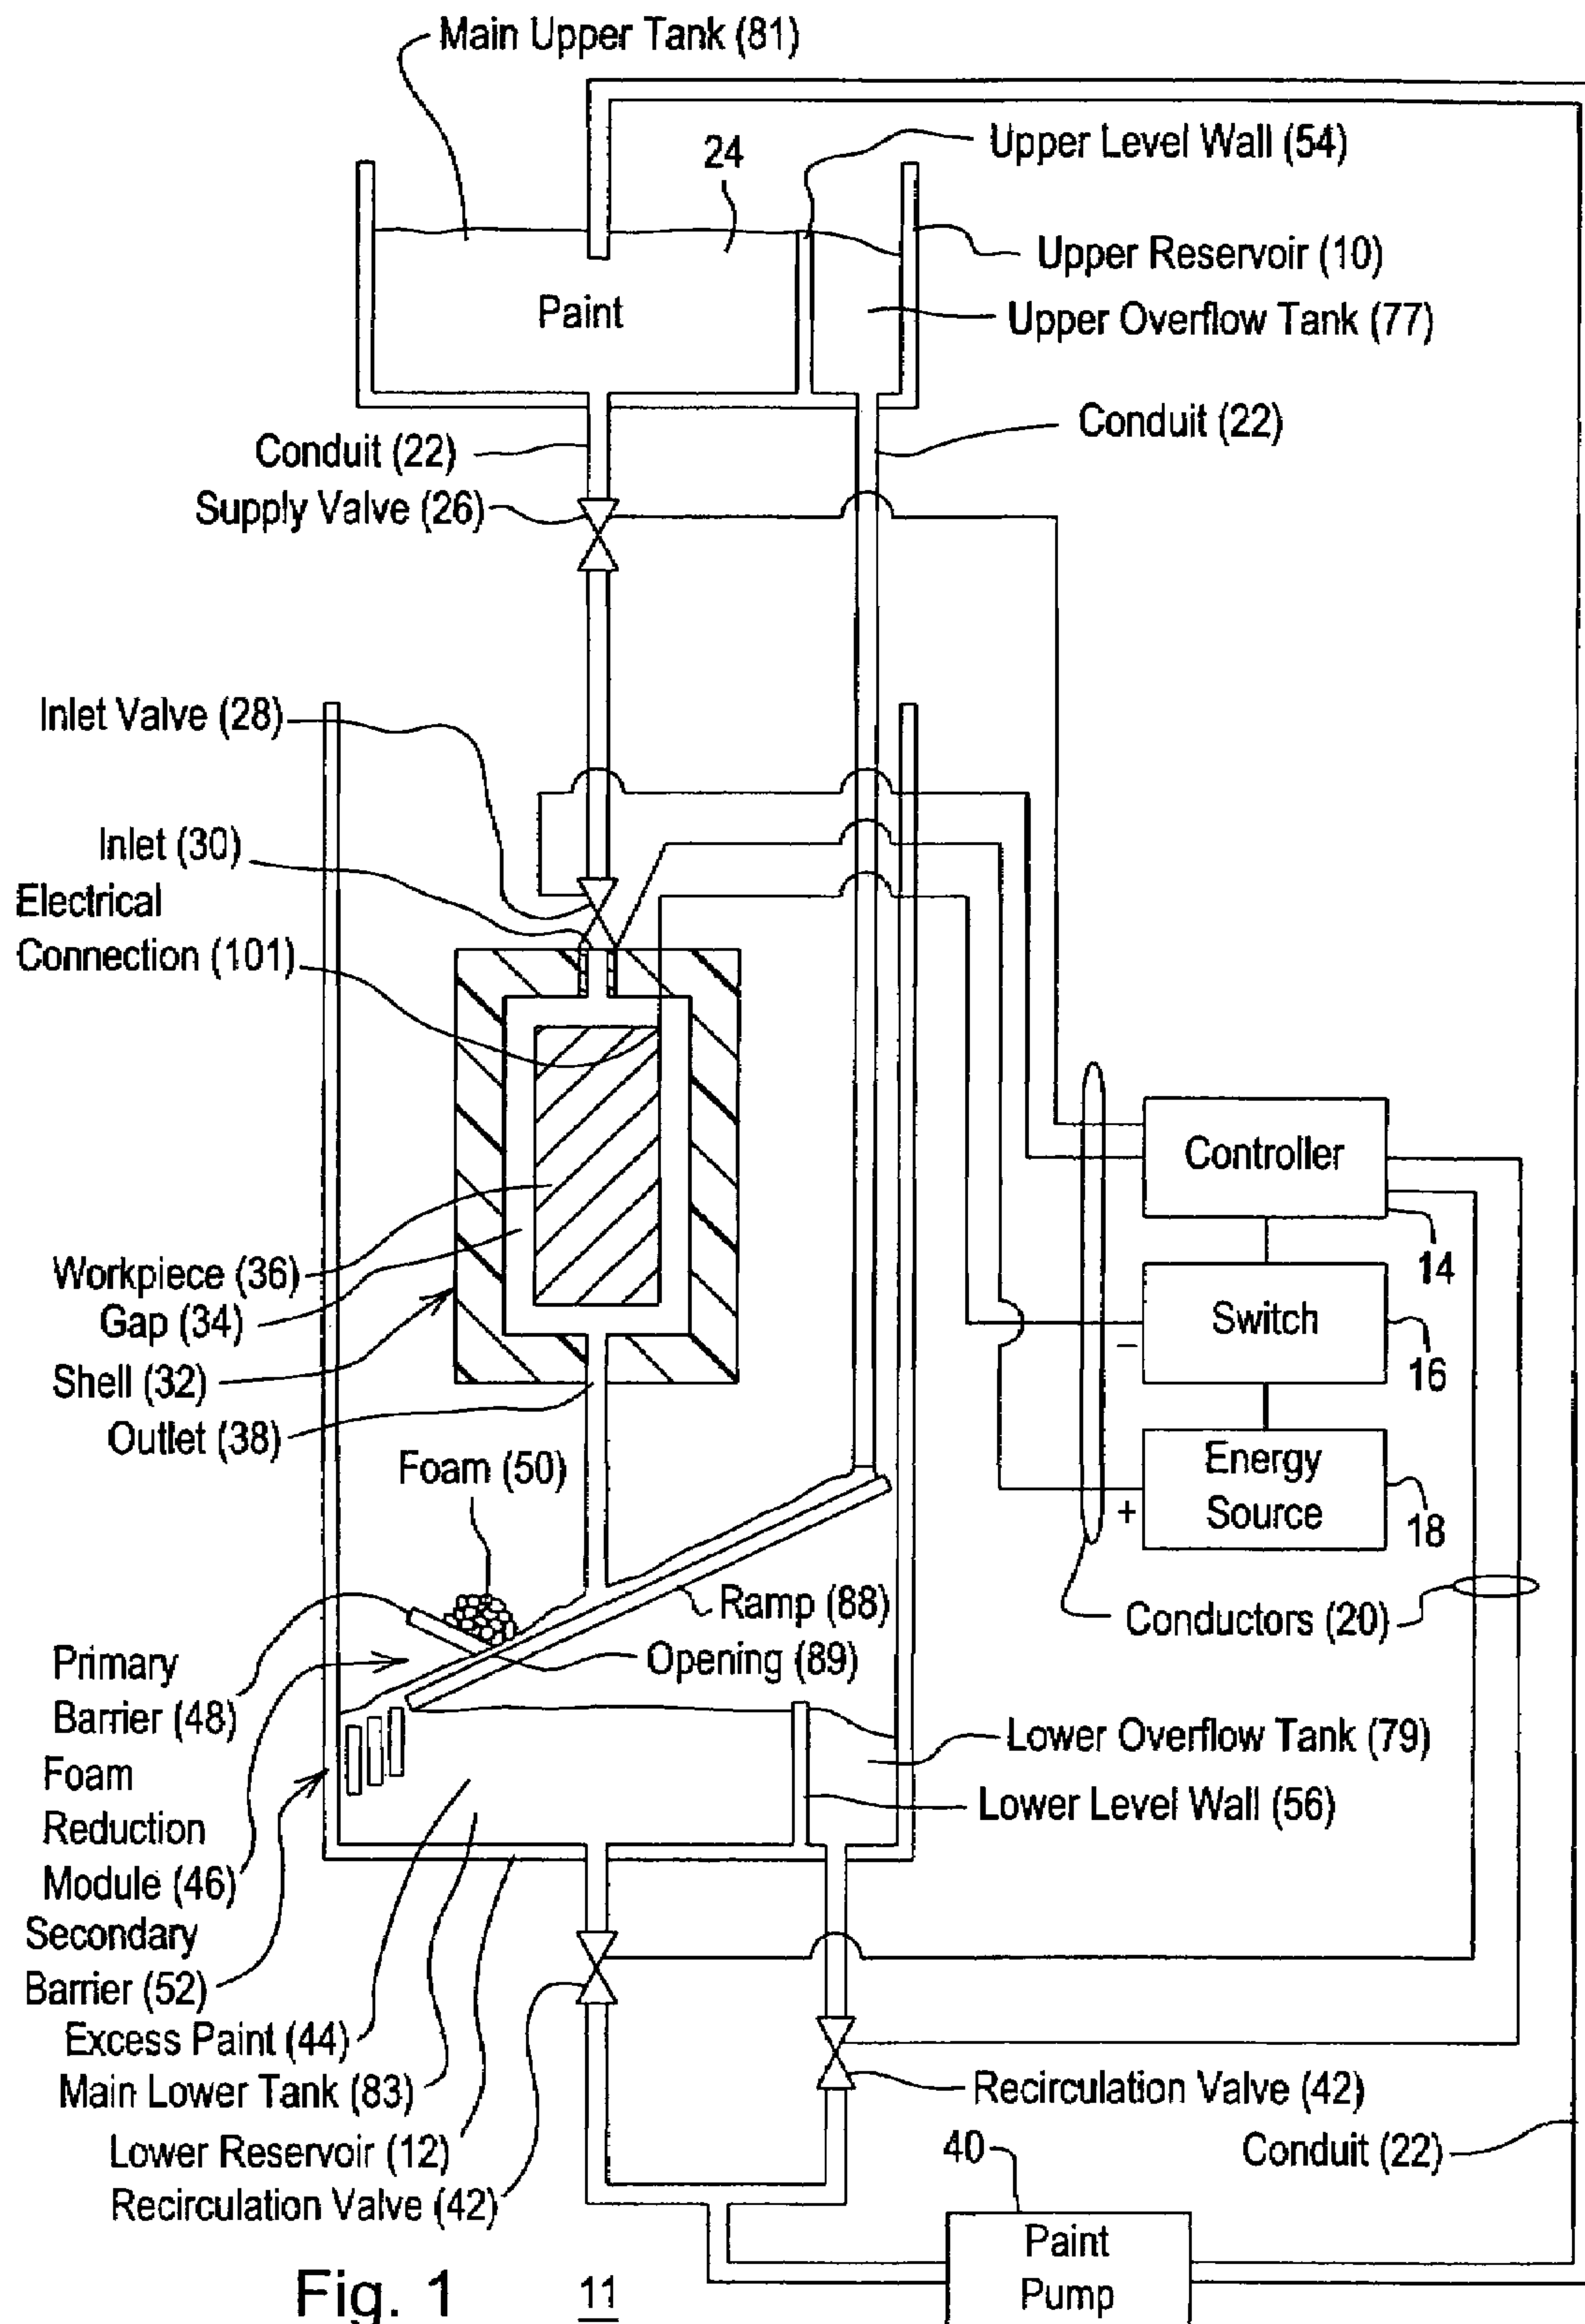 Main Upper Tank (81)
24
Upper Level Wall (54)
Upper Reservoir (10)
Paint
Upper Overflow Tank (77)
Conduit (22)
Conduit (22)
Supply Valve (26)
Inlet Valve (28)
Inlet (30)
Electrical
Connection (101)
Controller
14
Workpiece (36)
Gap (34)
Switch
−
16
Shell (32)
Outlet (38)
Foam (50)
Energy
Source
+
18
Ramp (88)
Conductors (20)
Opening (89)
Primary
Barrier (48)
Foam
Reduction
Module (46)
Lower Overflow Tank (79)
Lower Level Wall (56)
Secondary
Barrier (52)
Excess Paint (44)
Main Lower Tank (83)
Lower Reservoir (12)
Recirculation Valve (42)
Recirculation Valve (42)
40
Conduit (22)
Paint
Pump
Fig. 1
11